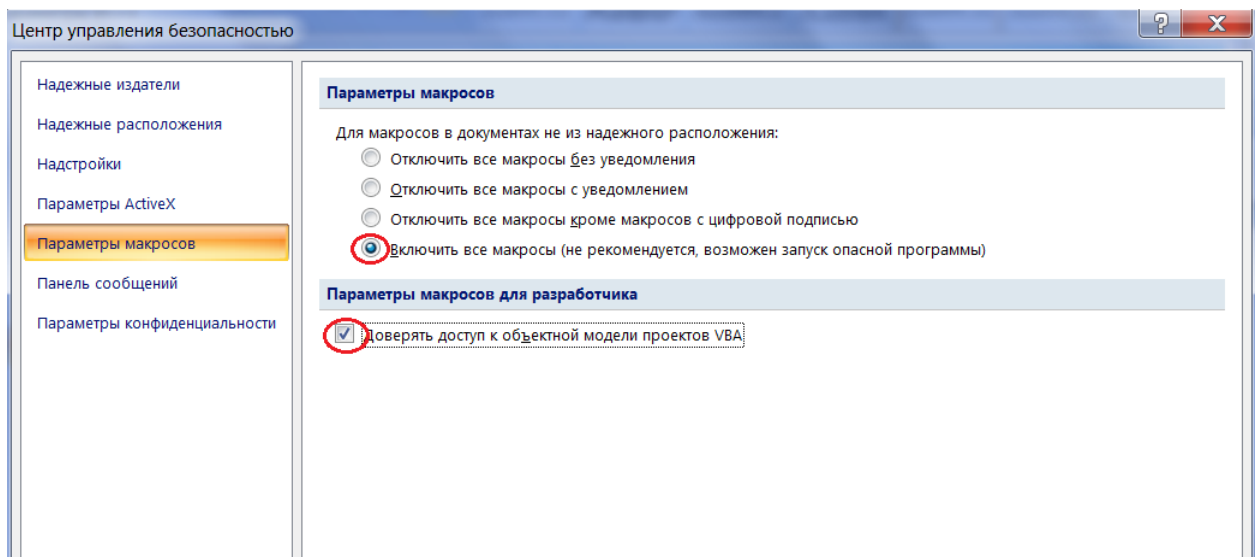 Центр управления безопасностью
Надежные издатели
Надежные расположения
Надстройки
Параметры ActiveX
Параметры макросов
Панель сообщений
Параметры конфиденциальности
Параметры макросов
Для макросов в документах не из надежного расположения:
Отключить все макросы без уведомления
Отключить все макросы с уведомлением
Отключить все макросы кроме макросов с цифровой подписью
Включить все макросы (не рекомендуется, возможен запуск опасной программы)
Параметры макросов для разработчика
Доверять доступ к объектной модели проектов VBA